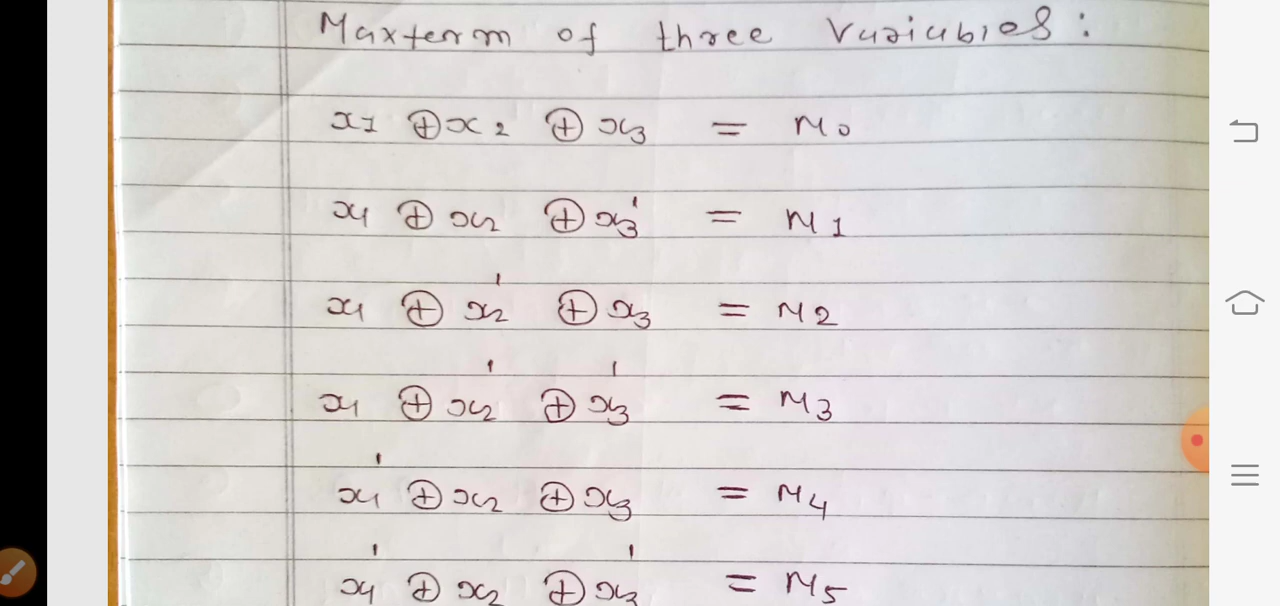 Maxterm of three Variables:
x1 ⊕ x2 ⊕ x3 = M0
x1 ⊕ x2 ⊕ x3' = M1
x1 ⊕ x2' ⊕ x3 = M2
x1 ⊕ x2' ⊕ x3' = M3
x1' ⊕ x2 ⊕ x3 = M4
x1' ⊕ x2 ⊕ x3' = M5